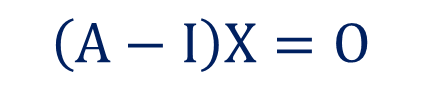 (A − I)X = O